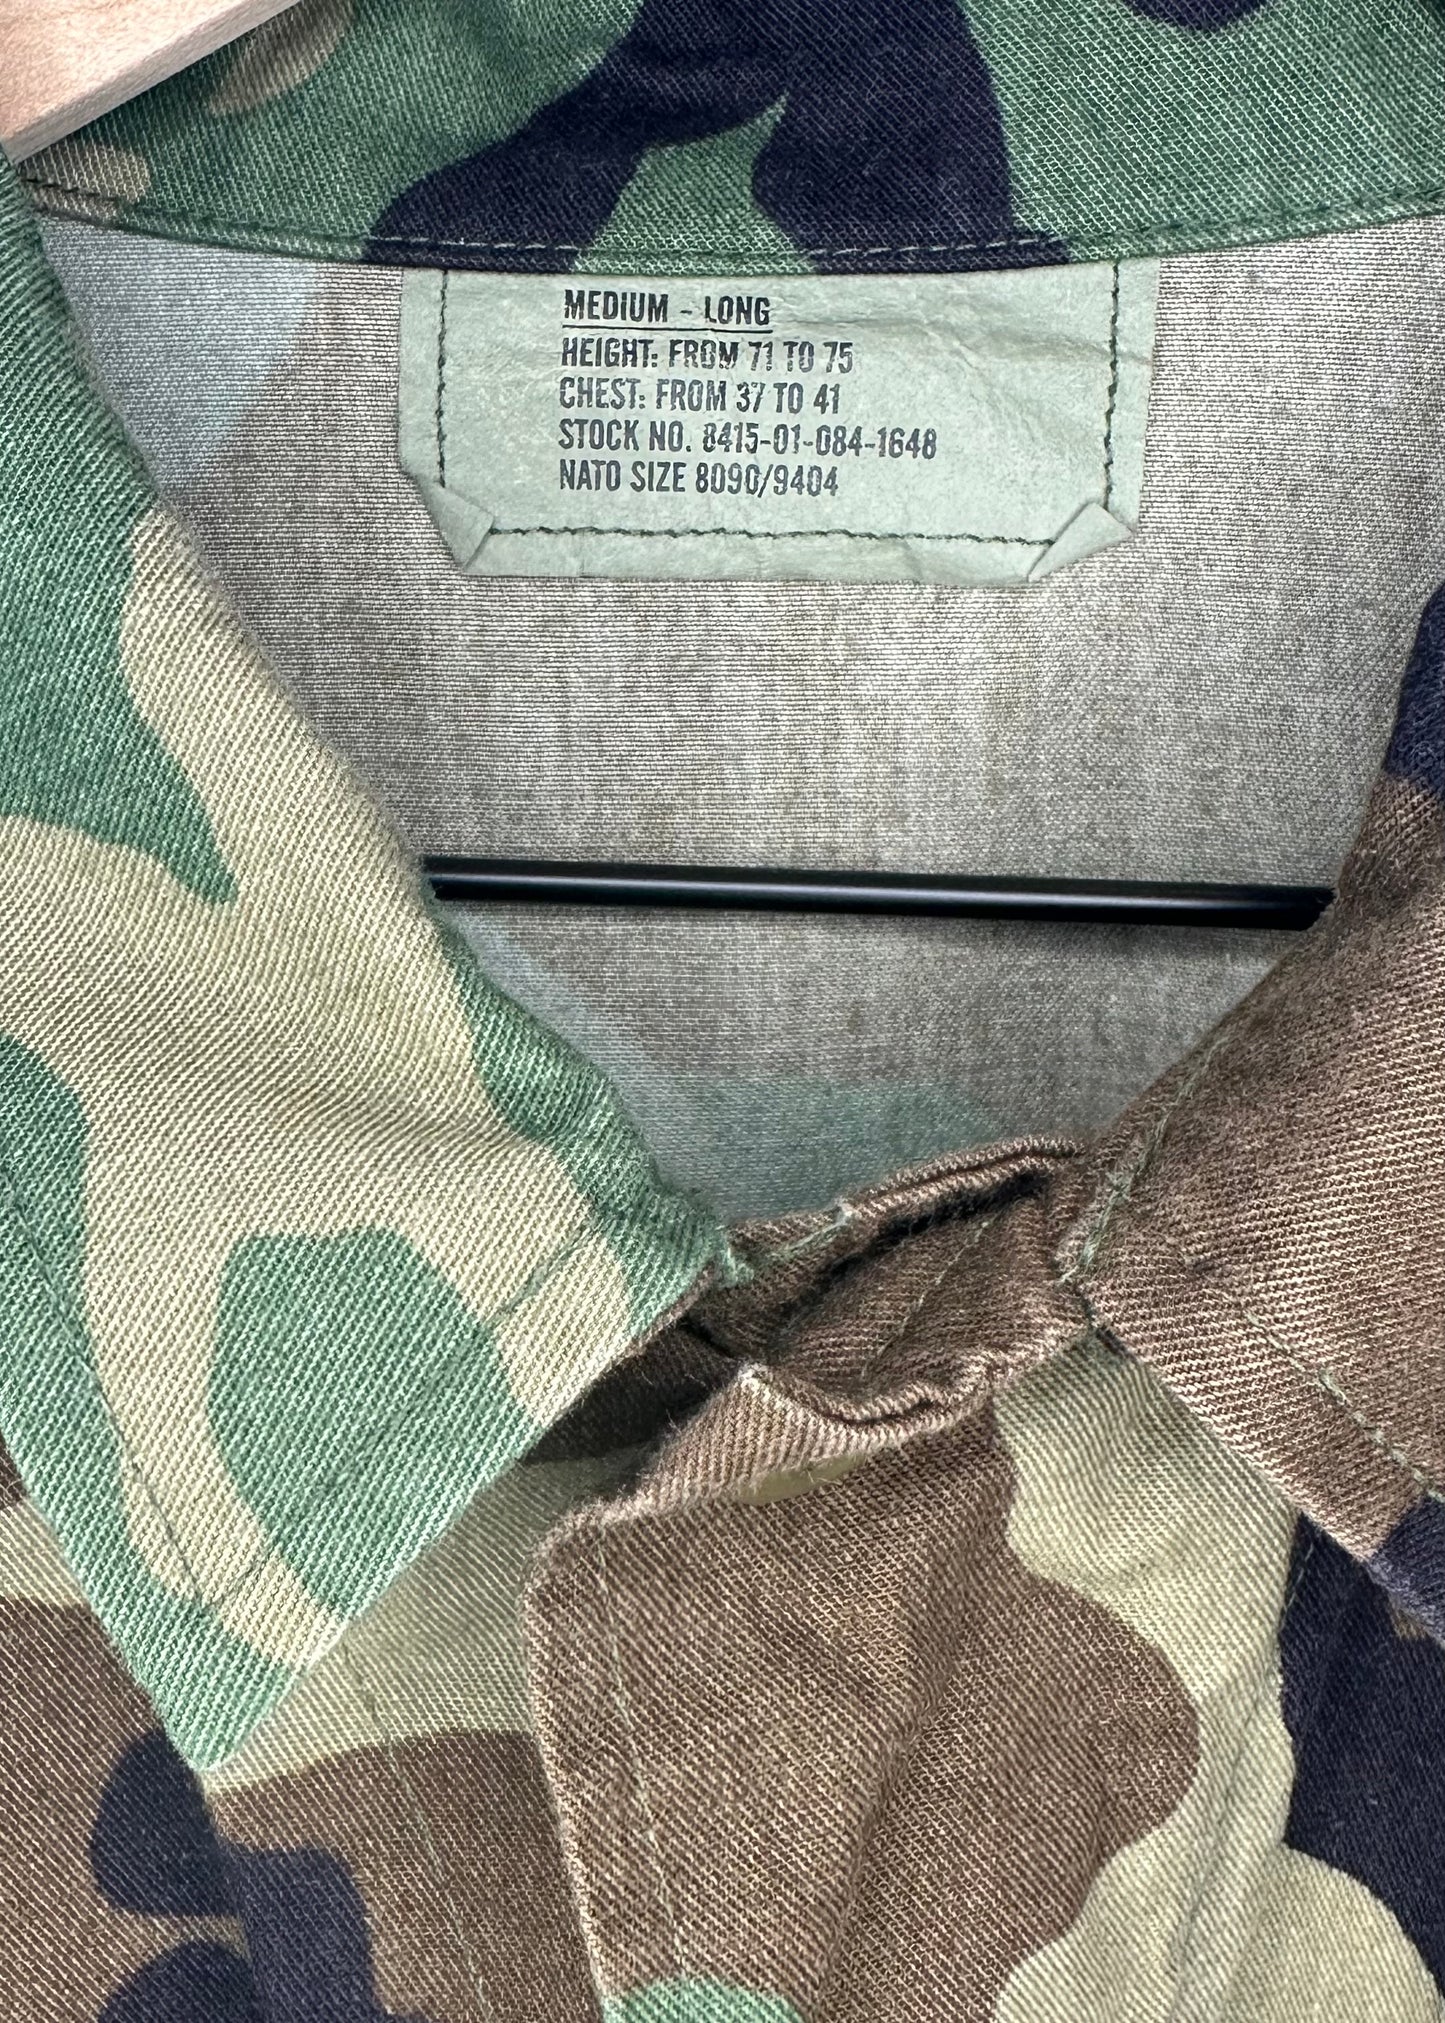 MEDIUM - LONG
HEIGHT: FROM 71 TO 75
CHEST: FROM 37 TO 41
STOCK NO. 8415-01-084-1648
NATO SIZE 8090/9404